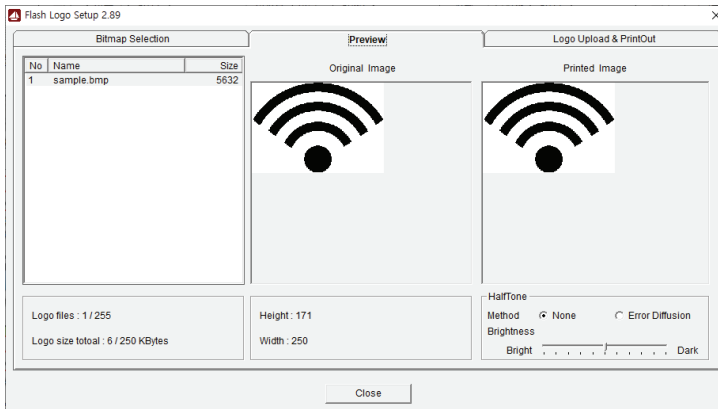 Flash Logo Setup 2.89
Bitmap Selection
Preview
Logo Upload & PrintOut
No Name Size
1 sample.bmp 5632
Original Image
Printed Image
Logo files : 1 / 255
Logo size totoal : 6 / 250 KBytes
Height : 171
Width : 250
HalfTone
Method None Error Diffusion
Brightness
Bright Dark
Close